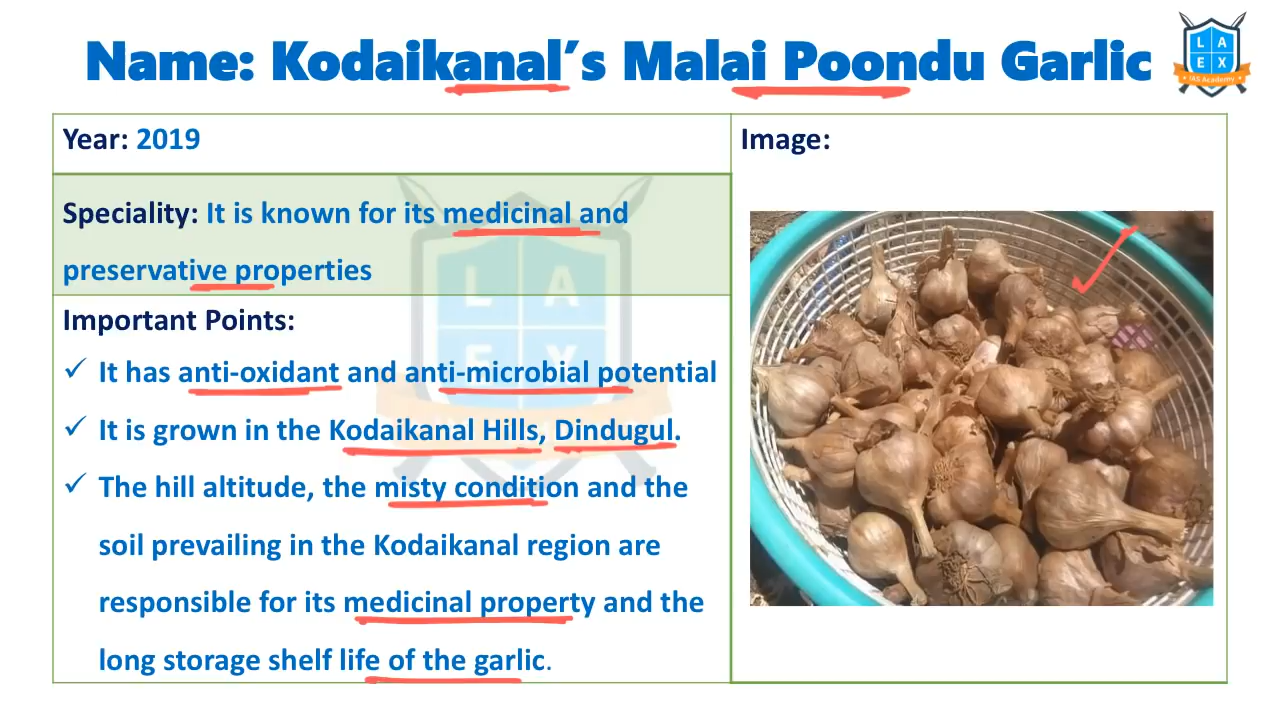 Name: Kodaikanal's Malai Poondu Garlic
L A
E X
IAS Academy
Year: 2019
Image:
Speciality: It is known for its medicinal and
preservative properties
L A
E X
Important Points:
✓ It has anti-oxidant and anti-microbial potential
✓ It is grown in the Kodaikanal Hills, Dindugul.
✓ The hill altitude, the misty condition and the
soil prevailing in the Kodaikanal region are
responsible for its medicinal property and the
long storage shelf life of the garlic.